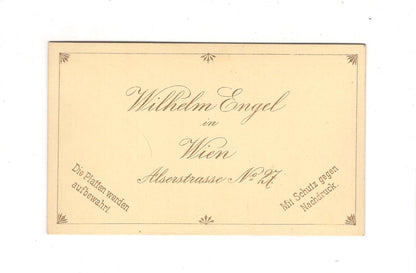 Wilhelm Engel
in
Wien
Alserstrasse No 27.
Die Platten werden
aufbewahrt.
Mit Schutz gegen
Nachdruck.